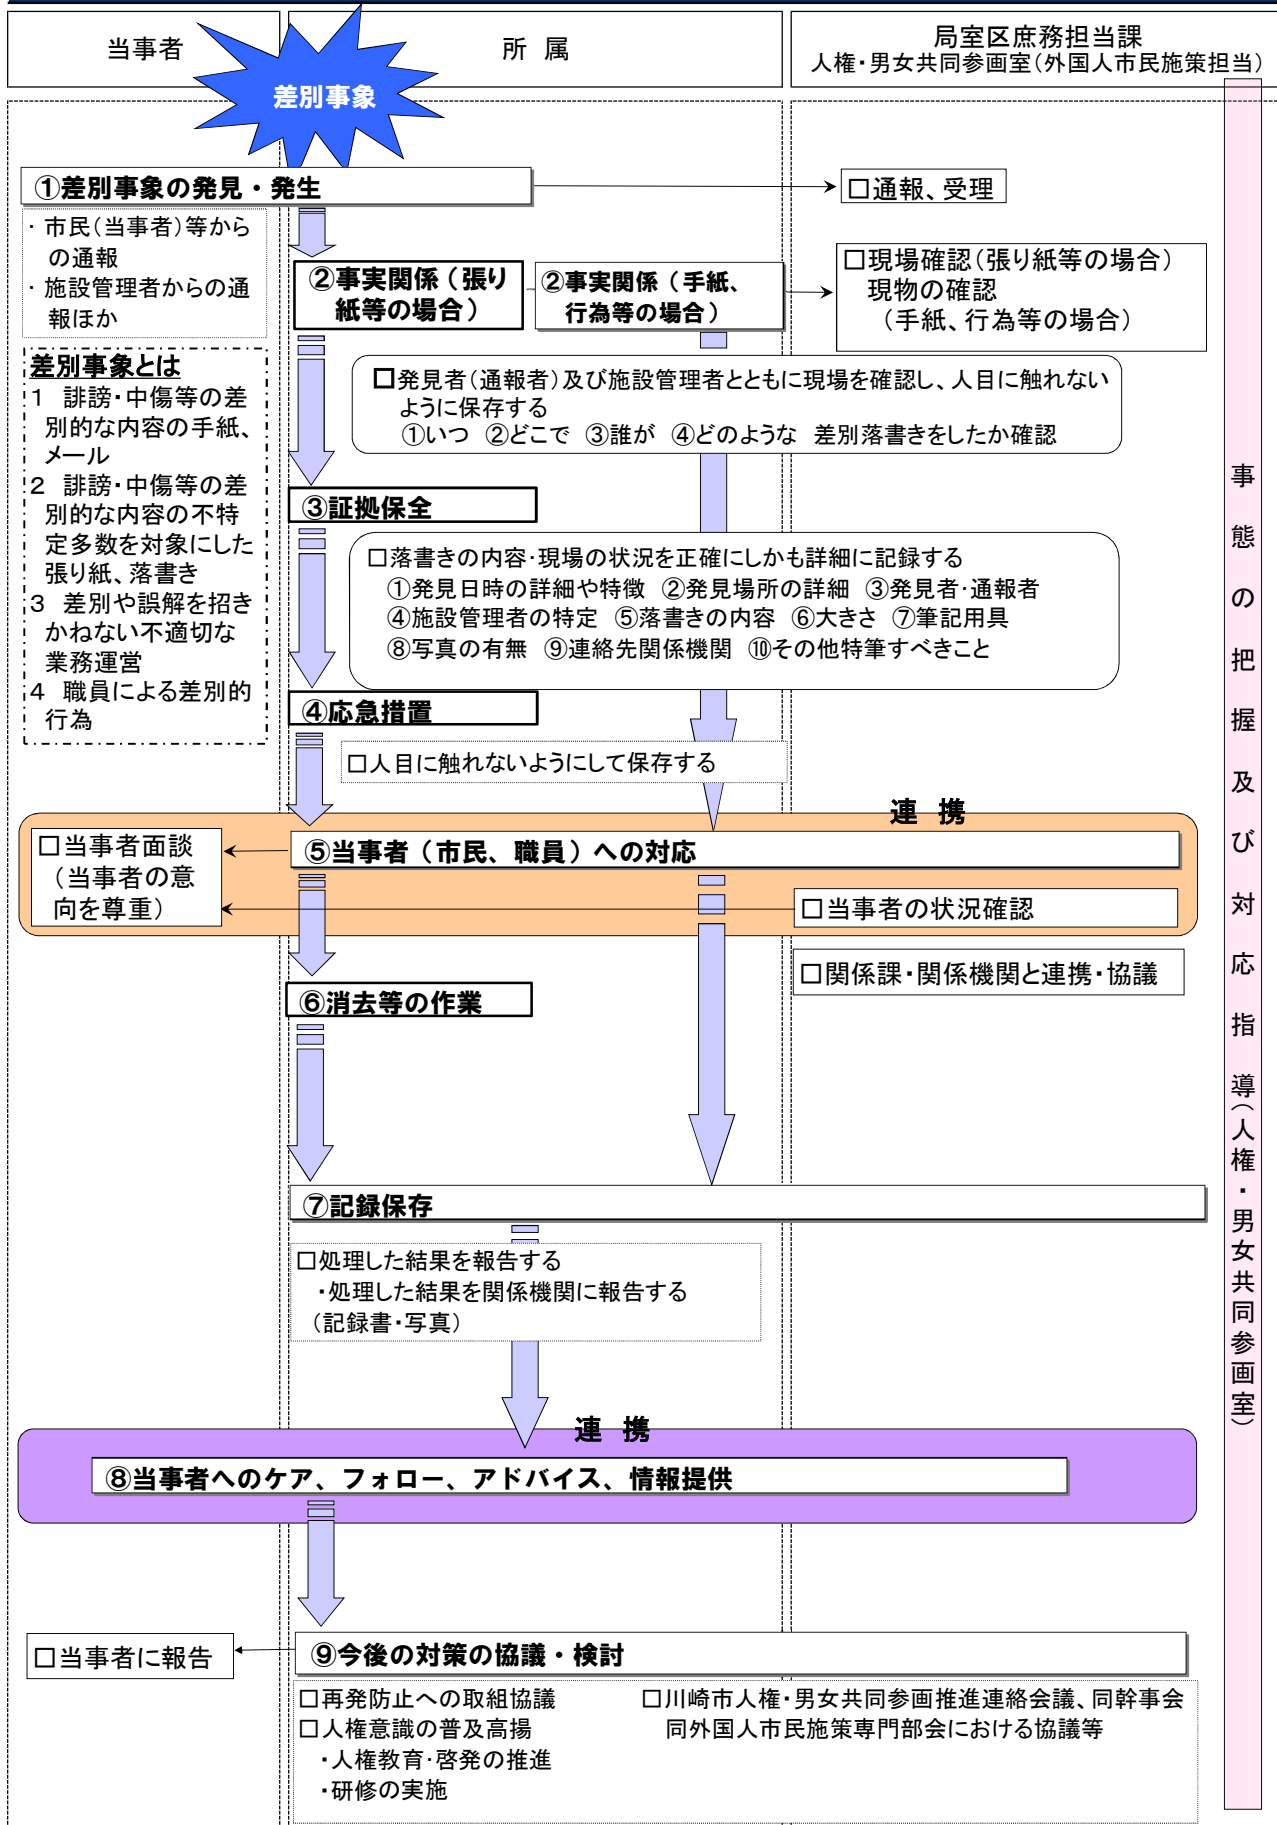 当事者
所 属
局室区庶務担当課
人権・男女共同参画室(外国人市民施策担当)
差別事象
①差別事象の発見・発生
□通報、受理
・市民(当事者)等から
の通報
・施設管理者からの通
報ほか
②事実関係（張り
紙等の場合）
②事実関係（手紙、
行為等の場合）
□現場確認(張り紙等の場合)
現物の確認
(手紙、行為等の場合)
差別事象とは
1 誹謗・中傷等の差
別的な内容の手紙、
メール
2 誹謗・中傷等の差
別的な内容の不特
定多数を対象にした
張り紙、落書き
3 差別や誤解を招き
かねない不適切な
業務運営
4 職員による差別的
行為
□発見者(通報者)及び施設管理者とともに現場を確認し、人目に触れない
ように保存する
①いつ ②どこで ③誰が ④どのような 差別落書きをしたか確認
③証拠保全
□落書きの内容・現場の状況を正確にしかも詳細に記録する
①発見日時の詳細や特徴 ②発見場所の詳細 ③発見者・通報者
④施設管理者の特定 ⑤落書きの内容 ⑥大きさ ⑦筆記用具
⑧写真の有無 ⑨連絡先関係機関 ⑩その他特筆すべきこと
④応急措置
□人目に触れないようにして保存する
連 携
□当事者面談
(当事者の意
向を尊重)
⑤当事者（市民、職員）への対応
□当事者の状況確認
□関係課・関係機関と連携・協議
⑥消去等の作業
⑦記録保存
□処理した結果を報告する
・処理した結果を関係機関に報告する
(記録書・写真)
連 携
⑧当事者へのケア、フォロー、アドバイス、情報提供
□当事者に報告
⑨今後の対策の協議・検討
□再発防止への取組協議
□人権意識の普及高揚
・人権教育・啓発の推進
・研修の実施
□川崎市人権・男女共同参画推進連絡会議、同幹事会
同外国人市民施策専門部会における協議等
事態の把握及び対応指導(人権・男女共同参画室)